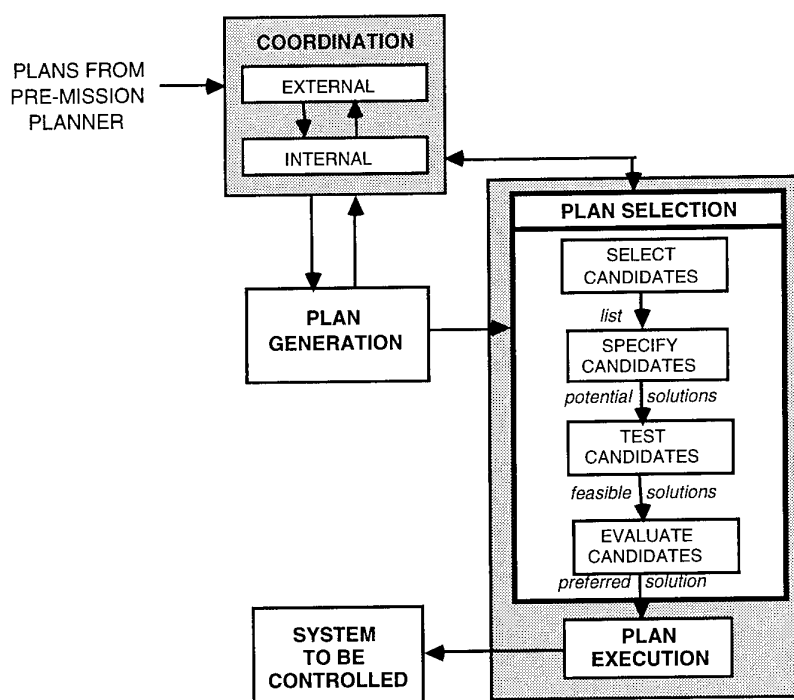 COORDINATION
PLANS FROM
PRE-MISSION
PLANNER
EXTERNAL
INTERNAL
PLAN SELECTION
SELECT
CANDIDATES
PLAN
GENERATION
list
SPECIFY
CANDIDATES
potential solutions
TEST
CANDIDATES
feasible solutions
EVALUATE
CANDIDATES
preferred solution
SYSTEM
TO BE
CONTROLLED
PLAN
EXECUTION